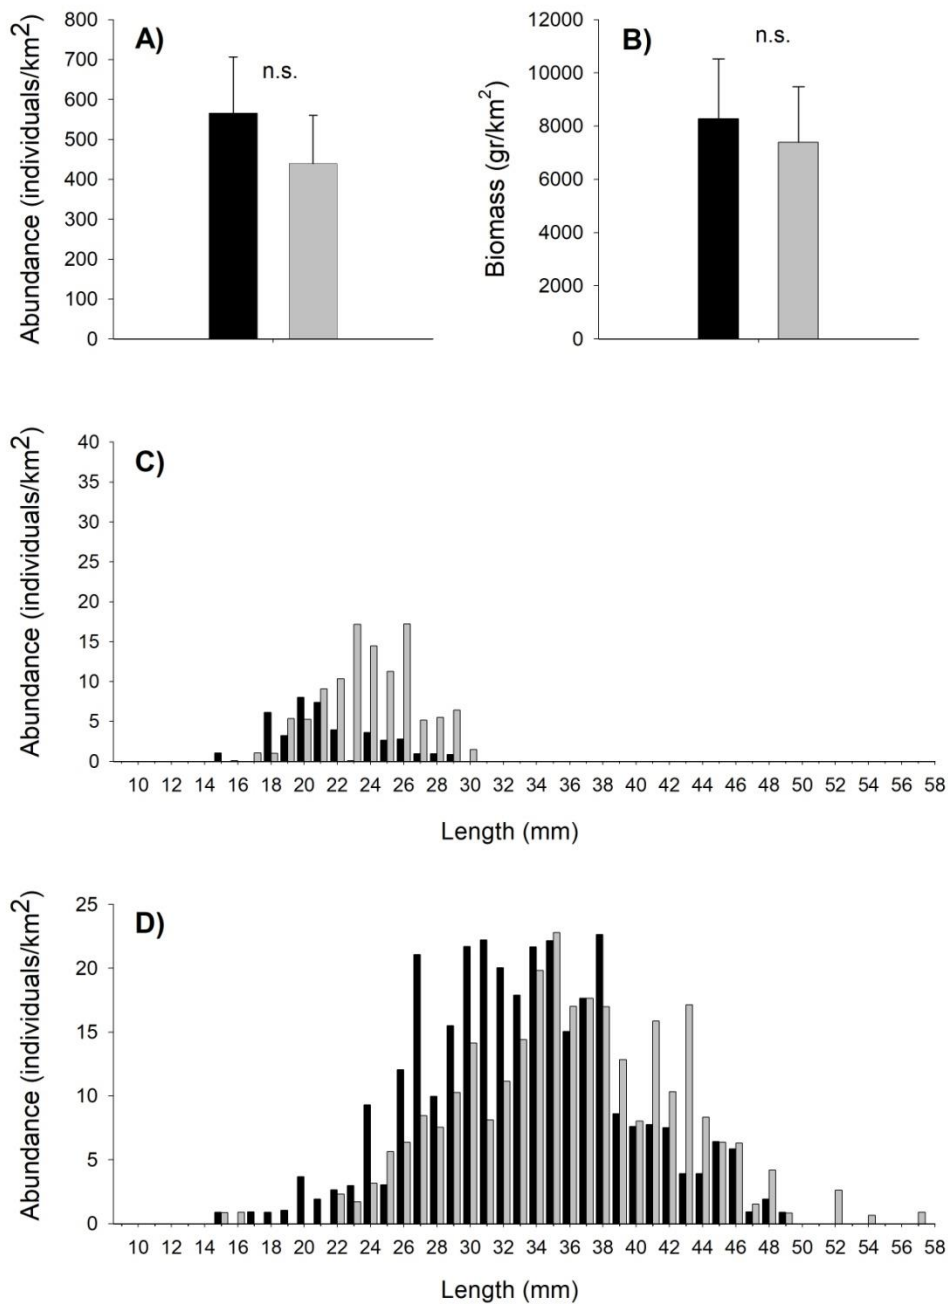 A)
n.s.
Abundance (individuals/km²)
800
700
600
500
400
300
200
100
0
B)
n.s.
Biomass (gr/km²)
12000
10000
8000
6000
4000
2000
0
C)
Abundance (individuals/km²)
40
35
30
25
20
15
10
5
0
10 12 14 16 18 20 22 24 26 28 30 32 34 36 38 40 42 44 46 48 50 52 54 56 58
Length (mm)
D)
Abundance (individuals/km²)
25
20
15
10
5
0
10 12 14 16 18 20 22 24 26 28 30 32 34 36 38 40 42 44 46 48 50 52 54 56 58
Length (mm)